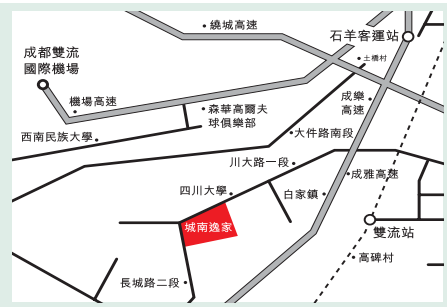 繞城高速
石羊客運站
成都雙流
國際機場
土橋村
機場高速
成樂
高速
森華高爾夫
球俱樂部
西南民族大學
大件路南段
川大路一段
四川大學
白家鎮
成雅高速
城南逸家
雙流站
高碑村
長城路二段